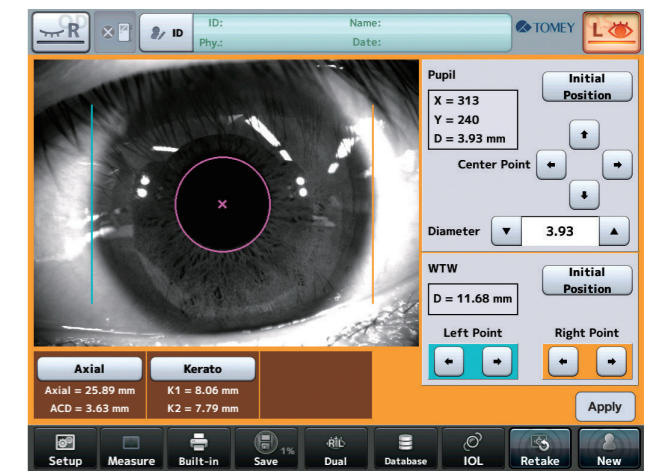 R
ID
ID:
Name:
Phy.:
Date:
TOMEY
L
Pupil
X = 313
Y = 240
D = 3.93 mm
Initial
Position
Center Point
Diameter
3.93
WTW
D = 11.68 mm
Initial
Position
Left Point
Right Point
Axial
Axial = 25.89 mm
ACD = 3.63 mm
Kerato
K1 = 8.06 mm
K2 = 7.79 mm
Apply
Setup
Measure
Built-in
Save
1%
R/L
Dual
Database
IOL
Retake
New